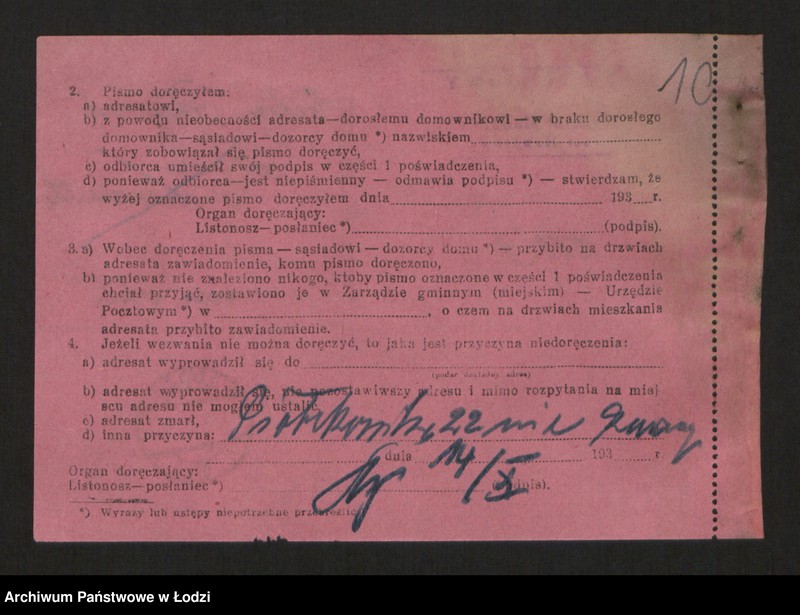 10
2. Pismo doręczyłem:
a) adresatowi,
b) z powodu nieobecności adresata—dorosłemu domownikowi — w braku dorosłego
domownika—sąsiadowi—dozorcy domu *) nazwiskiem
który zobowiązał się pismo doręczyć,
c) odbiorca umieścił swój podpis w części 1 poświadczenia,
d) ponieważ odbiorca—jest niepiśmienny — odmawia podpisu *) — stwierdzam, że
wyżej oznaczone pismo doręczyłem dnia 193 r.
Organ doręczający:
Listonosz—posłaniec *) (podpis).
3. a) Wobec doręczenia pisma — sąsiadowi — dozorcy domu *) — przybito na drzwiach
adresata zawiadomienie, komu pismo doręczono,
b) ponieważ nie znaleziono nikogo, ktoby pismo oznaczone w części 1 poświadczenia
chciał przyjąć, zostawiono je w Zarządzie gminnym (miejskim) — Urzędzie
Pocztowym *) w , o czem na drzwiach mieszkania
adresata przybito zawiadomienie.
4. Jeżeli wezwania nie można doręczyć, to jaka jest przyczyna niedoręczenia:
a) adresat wyprowadził się do
(podać dokładny adres)
b) adresat wyprowadził się, nie pozostawiwszy adresu i mimo rozpytania na miej
scu adresu nie mogłem ustalić,
c) adresat zmarł,
d) inna przyczyna: 22 nie
dnia 14/X 193 r.
Organ doręczający:
Listonosz—posłaniec *) (podpis).
*) Wyrazy lub ustępy niepotrzebne przekreślić.
Archiwum Państwowe w Łodzi